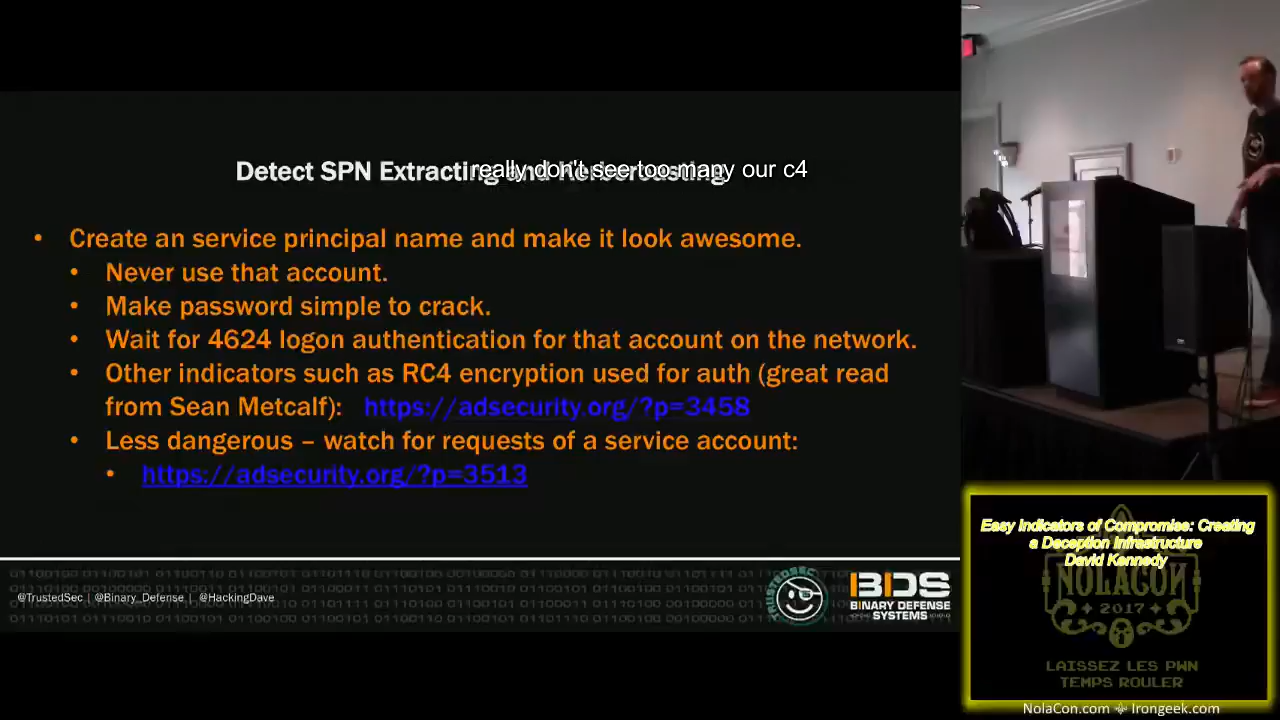 Detect SPN Extracting and Kerberoasting
really don't see too many our c4
• Create an service principal name and make it look awesome.
• Never use that account.
• Make password simple to crack.
• Wait for 4624 logon authentication for that account on the network.
• Other indicators such as RC4 encryption used for auth (great read
from Sean Metcalf): https://adsecurity.org/?p=3458
• Less dangerous – watch for requests of a service account:
• https://adsecurity.org/?p=3513
@TrustedSec | @Binary_Defense | @HackingDave
TRUSTEDSEC
BDS
BINARY DEFENSE
SYSTEMS
Easy Indicators of Compromise: Creating
a Deception Infrastructure
David Kennedy
NOLACON
2017
LAISSEZ LES PWN
TEMPS ROULER
NolaCon.com Irongeek.com